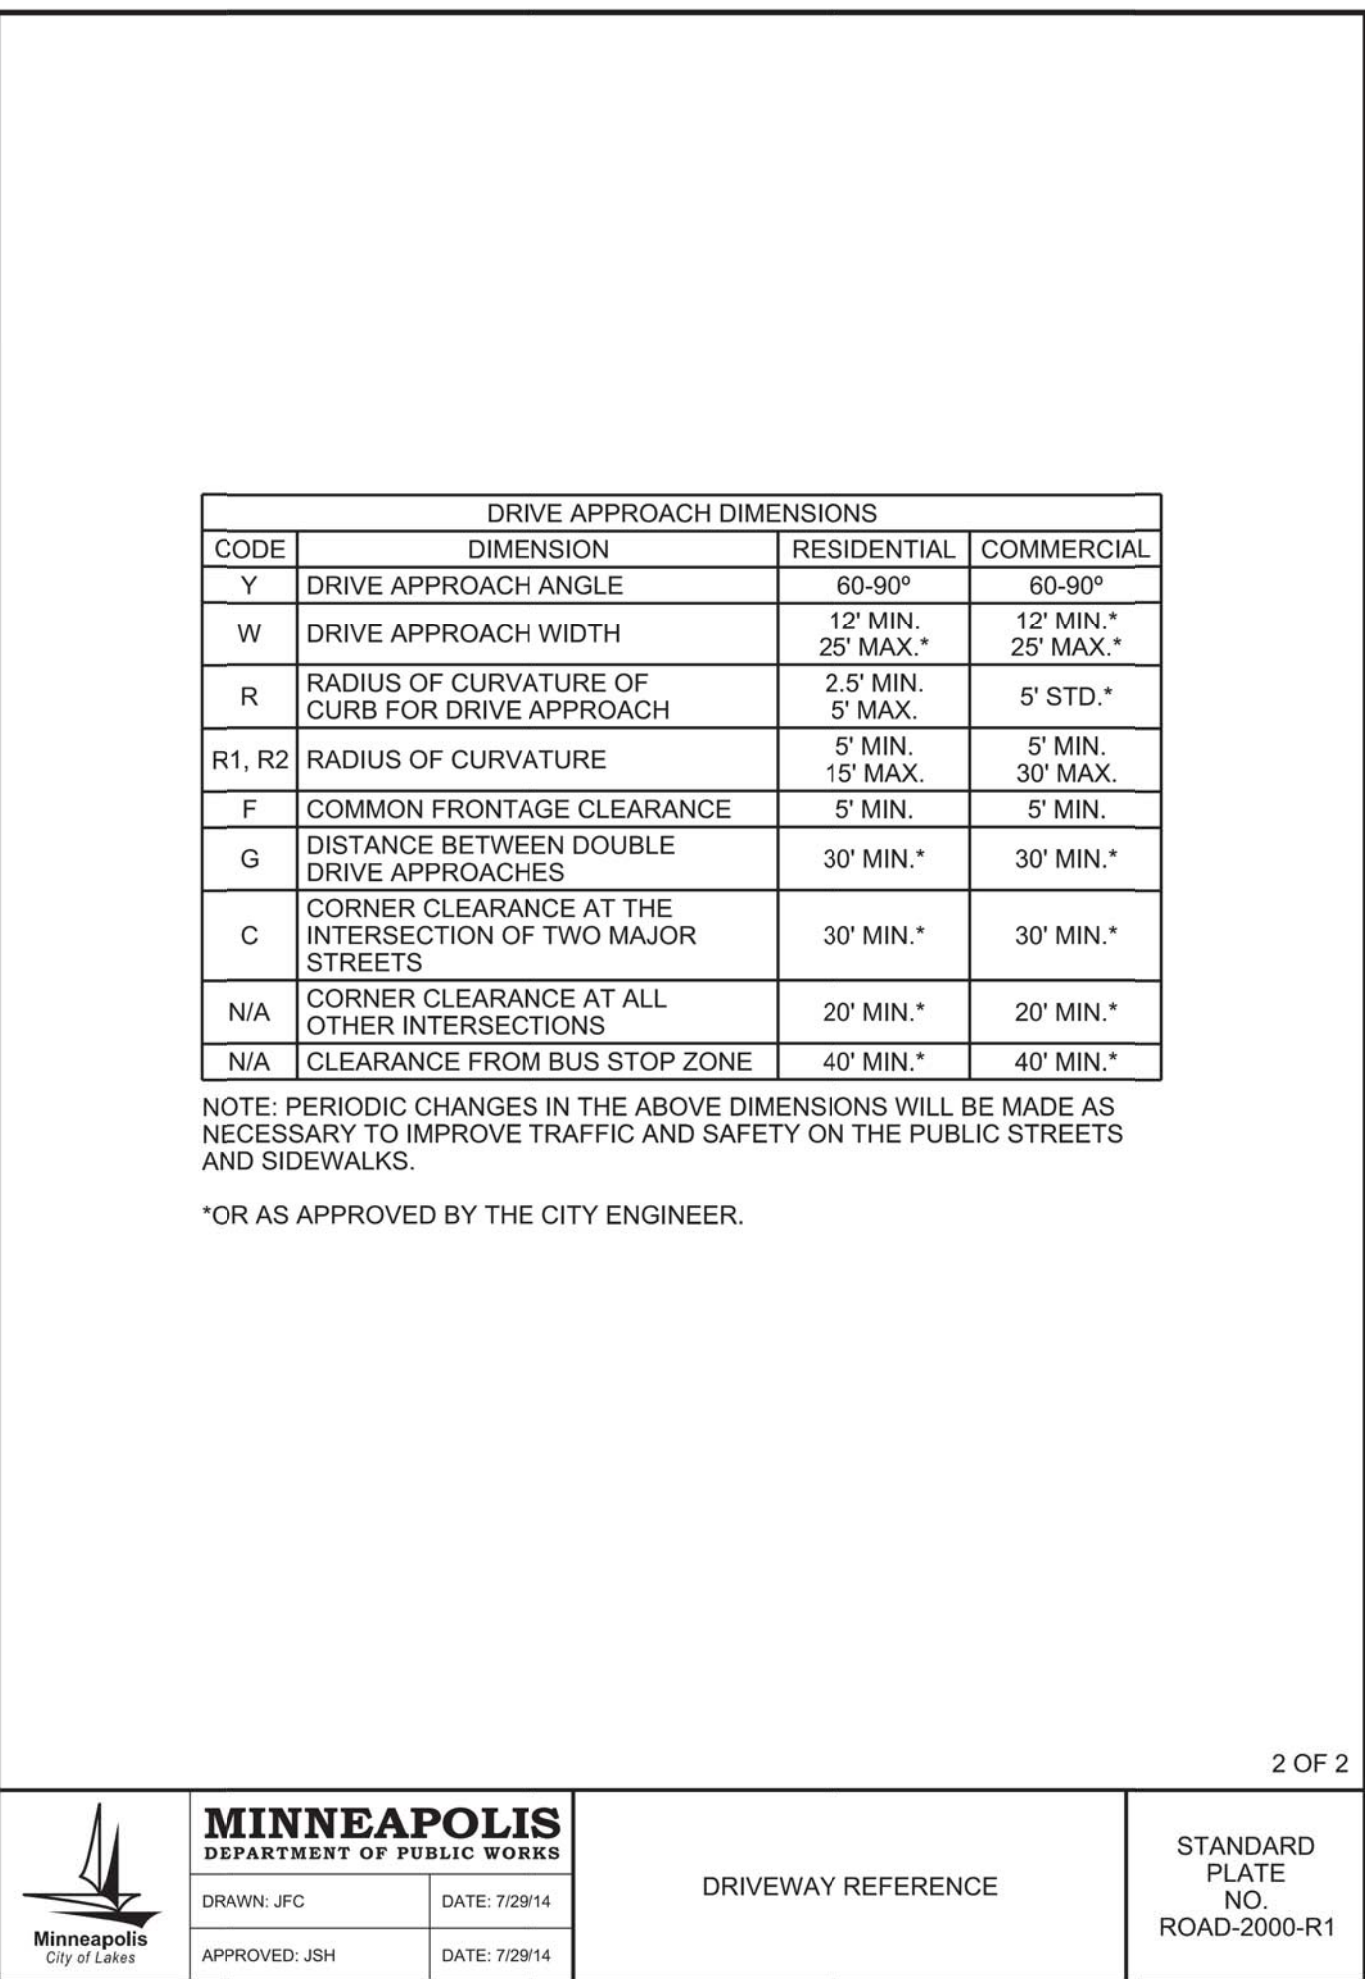 DRIVE APPROACH DIMENSIONS
CODE DIMENSION RESIDENTIAL COMMERCIAL
Y DRIVE APPROACH ANGLE 60-90º 60-90º
W DRIVE APPROACH WIDTH 12' MIN. 25' MAX.* 12' MIN.* 25' MAX.*
R RADIUS OF CURVATURE OF
CURB FOR DRIVE APPROACH 2.5' MIN. 5' MAX. 5' STD.*
R1, R2 RADIUS OF CURVATURE 5' MIN. 15' MAX. 5' MIN. 30' MAX.
F COMMON FRONTAGE CLEARANCE 5' MIN. 5' MIN.
G DISTANCE BETWEEN DOUBLE
DRIVE APPROACHES 30' MIN.* 30' MIN.*
C CORNER CLEARANCE AT THE
INTERSECTION OF TWO MAJOR
STREETS 30' MIN.* 30' MIN.*
N/A CORNER CLEARANCE AT ALL
OTHER INTERSECTIONS 20' MIN.* 20' MIN.*
N/A CLEARANCE FROM BUS STOP ZONE 40' MIN.* 40' MIN.*
NOTE: PERIODIC CHANGES IN THE ABOVE DIMENSIONS WILL BE MADE AS
NECESSARY TO IMPROVE TRAFFIC AND SAFETY ON THE PUBLIC STREETS
AND SIDEWALKS.
*OR AS APPROVED BY THE CITY ENGINEER.
2 OF 2
Minneapolis
City of Lakes
MINNEAPOLIS
DEPARTMENT OF PUBLIC WORKS
DRAWN: JFC DATE: 7/29/14
APPROVED: JSH DATE: 7/29/14
DRIVEWAY REFERENCE
STANDARD
PLATE
NO.
ROAD-2000-R1